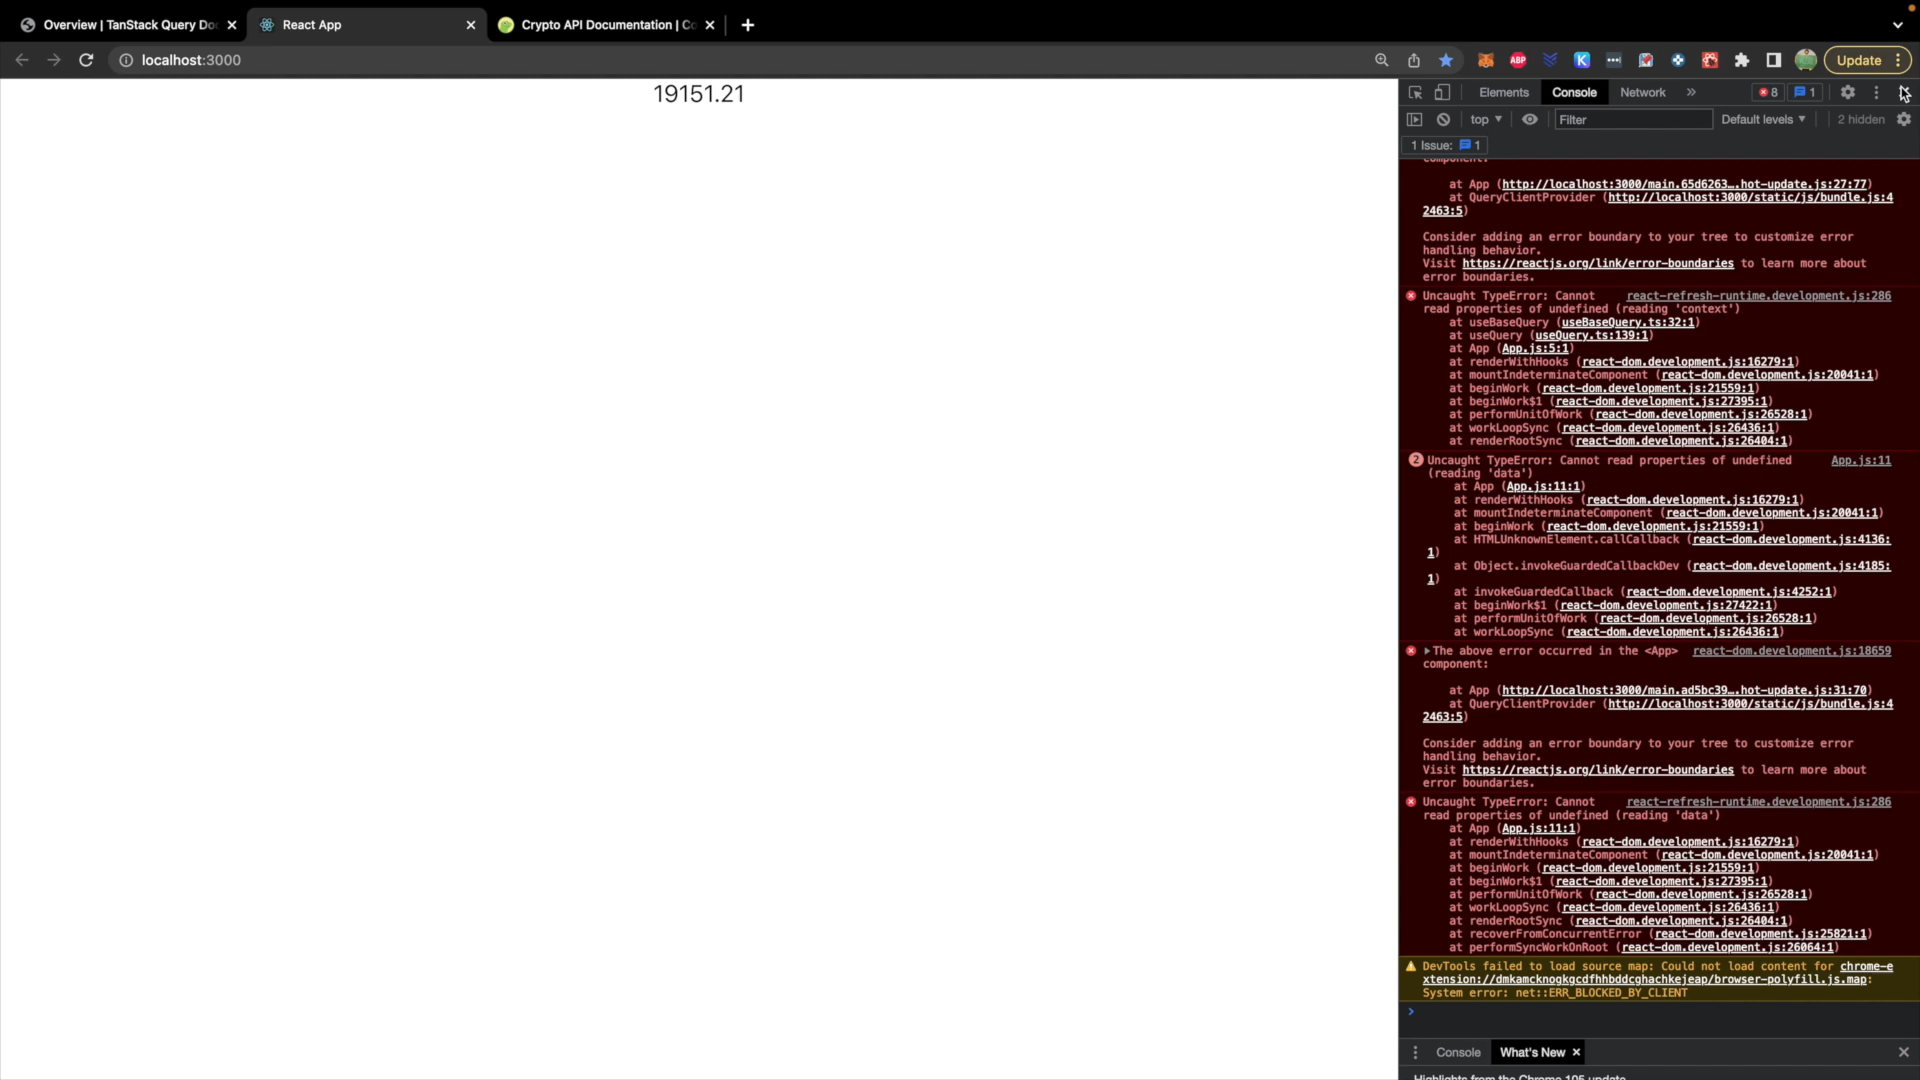 Overview | TanStack Query Do
React App
Crypto API Documentation | Co
localhost:3000
ABP
K
Update
19151.21
Elements
Console
Network
8
1
top
Filter
Default levels
2 hidden
1 Issue:
1
component:
at App (http://localhost:3000/main.65d6263….hot-update.js:27:77)
at QueryClientProvider (http://localhost:3000/static/js/bundle.js:4
2463:5)
Consider adding an error boundary to your tree to customize error
handling behavior.
Visit https://reactjs.org/link/error-boundaries to learn more about
error boundaries.
Uncaught TypeError: Cannot react-refresh-runtime.development.js:286
read properties of undefined (reading 'context')
at useBaseQuery (useBaseQuery.ts:32:1)
at useQuery (useQuery.ts:139:1)
at App (App.js:5:1)
at renderWithHooks (react-dom.development.js:16279:1)
at mountIndeterminateComponent (react-dom.development.js:20041:1)
at beginWork (react-dom.development.js:21559:1)
at beginWork$1 (react-dom.development.js:27395:1)
at performUnitOfWork (react-dom.development.js:26528:1)
at workLoopSync (react-dom.development.js:26436:1)
at renderRootSync (react-dom.development.js:26404:1)
2 Uncaught TypeError: Cannot read properties of undefined App.js:11
(reading 'data')
at App (App.js:11:1)
at renderWithHooks (react-dom.development.js:16279:1)
at mountIndeterminateComponent (react-dom.development.js:20041:1)
at beginWork (react-dom.development.js:21559:1)
at HTMLUnknownElement.callCallback (react-dom.development.js:4136:
1)
at Object.invokeGuardedCallbackDev (react-dom.development.js:4185:
1)
at invokeGuardedCallback (react-dom.development.js:4252:1)
at beginWork$1 (react-dom.development.js:27422:1)
at performUnitOfWork (react-dom.development.js:26528:1)
at workLoopSync (react-dom.development.js:26436:1)
The above error occurred in the <App> react-dom.development.js:18659
component:
at App (http://localhost:3000/main.ad5bc39….hot-update.js:31:70)
at QueryClientProvider (http://localhost:3000/static/js/bundle.js:4
2463:5)
Consider adding an error boundary to your tree to customize error
handling behavior.
Visit https://reactjs.org/link/error-boundaries to learn more about
error boundaries.
Uncaught TypeError: Cannot react-refresh-runtime.development.js:286
read properties of undefined (reading 'data')
at App (App.js:11:1)
at renderWithHooks (react-dom.development.js:16279:1)
at mountIndeterminateComponent (react-dom.development.js:20041:1)
at beginWork (react-dom.development.js:21559:1)
at beginWork$1 (react-dom.development.js:27395:1)
at performUnitOfWork (react-dom.development.js:26528:1)
at workLoopSync (react-dom.development.js:26436:1)
at renderRootSync (react-dom.development.js:26404:1)
at recoverFromConcurrentError (react-dom.development.js:25821:1)
at performSyncWorkOnRoot (react-dom.development.js:26064:1)
DevTools failed to load source map: Could not load content for chrome-e
xtension://dmkamcknogkgcdfhhbddcghachkejeap/browser-polyfill.js.map:
System error: net::ERR_BLOCKED_BY_CLIENT
Console
What's New
Highlights from the Chrome 105 update